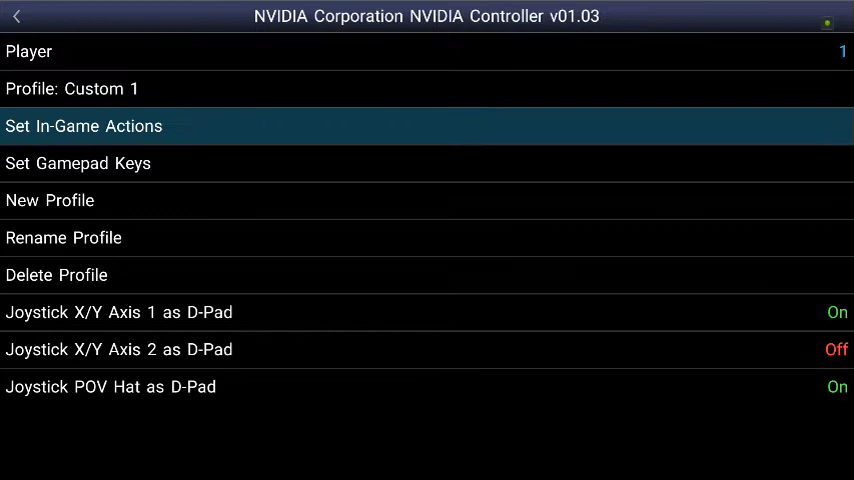 NVIDIA Corporation NVIDIA Controller v01.03
Player 1
Profile: Custom 1
Set In-Game Actions
Set Gamepad Keys
New Profile
Rename Profile
Delete Profile
Joystick X/Y Axis 1 as D-Pad On
Joystick X/Y Axis 2 as D-Pad Off
Joystick POV Hat as D-Pad On